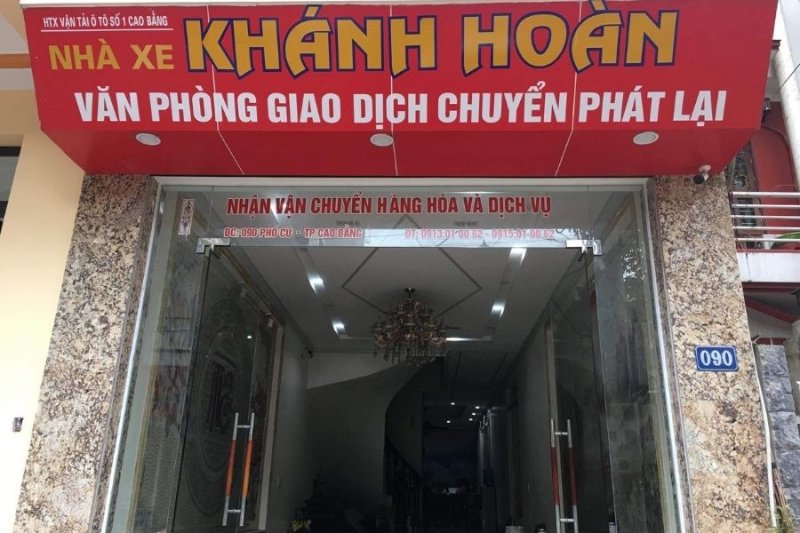 HTX VẬN TẢI Ô TÔ SỐ 1 CAO BẰNG
NHÀ XE KHÁNH HOÀN
VĂN PHÒNG GIAO DỊCH CHUYỂN PHÁT LẠI
NHẬN VẬN CHUYỂN HÀNG HÓA VÀ DỊCH VỤ
ĐC: 090 PHỐ CŨ - TP CAO BẰNG ĐT: 0913.01 00 62 - 0915.01 00 62
090